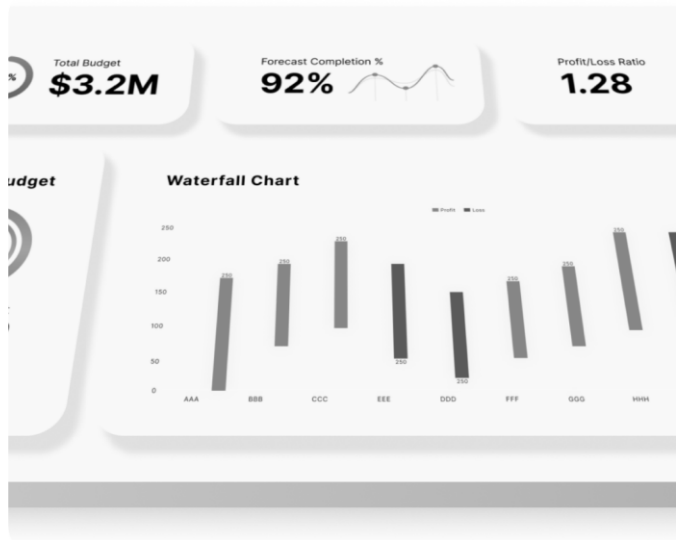 %
Total Budget
$3.2M
Forecast Completion %
92%
Profit/Loss Ratio
1.28
udget
Waterfall Chart
Profit Loss
250
200
150
100
50
0
250
250
250
250
250
250
250
250
AAA BBB CCC EEE DDD FFF GGG HHH